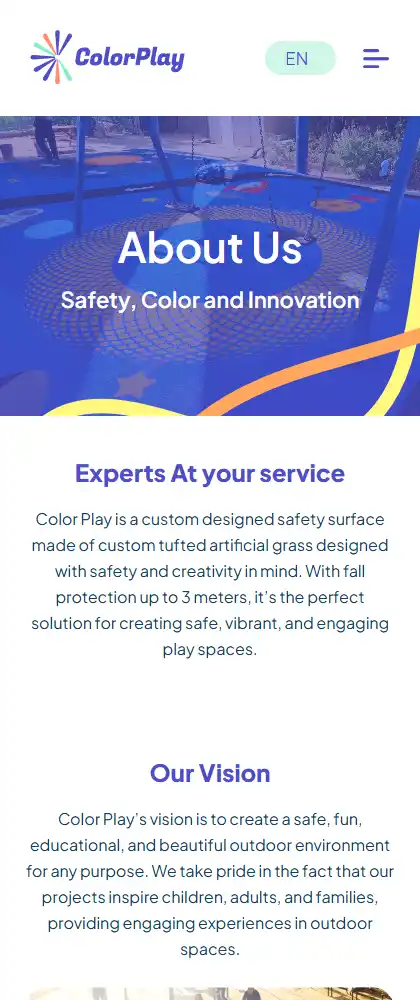 ColorPlay
EN
About Us
Safety, Color and Innovation
Experts At your service
Color Play is a custom designed safety surface
made of custom tufted artificial grass designed
with safety and creativity in mind. With fall
protection up to 3 meters, it's the perfect
solution for creating safe, vibrant, and engaging
play spaces.
Our Vision
Color Play's vision is to create a safe, fun,
educational, and beautiful outdoor environment
for any purpose. We take pride in the fact that our
projects inspire children, adults, and families,
providing engaging experiences in outdoor
spaces.